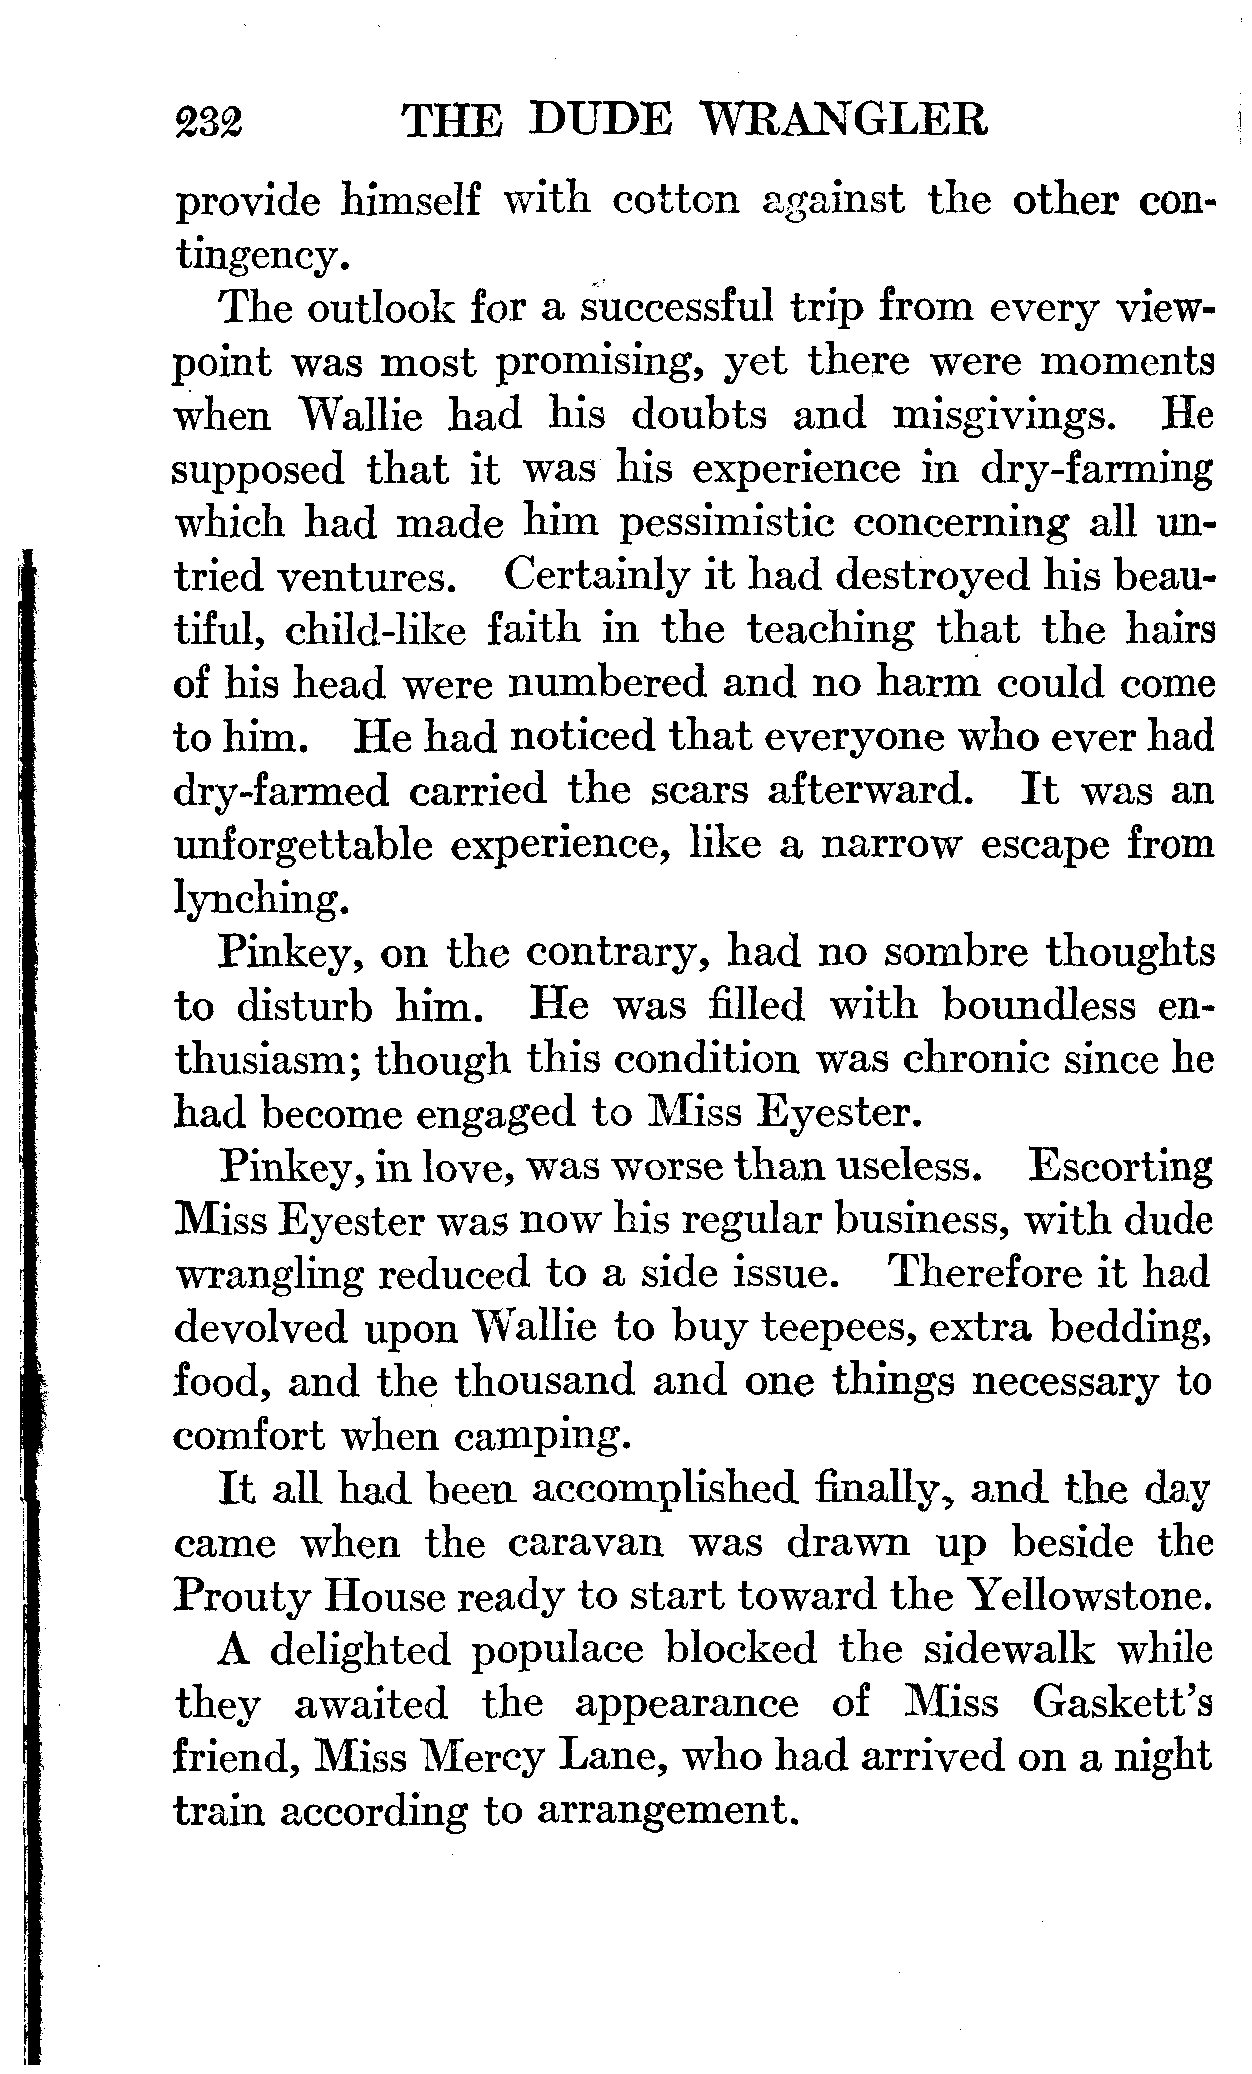 232 THE DUDE WRANGLER
provide himself with cotton against the other con-
tingency.
The outlook for a successful trip from every view-
point was most promising, yet there were moments
when Wallie had his doubts and misgivings. He
supposed that it was his experience in dry-farming
which had made him pessimistic concerning all un-
tried ventures. Certainly it had destroyed his beau-
tiful, child-like faith in the teaching that the hairs
of his head were numbered and no harm could come
to him. He had noticed that everyone who ever had
dry-farmed carried the scars afterward. It was an
unforgettable experience, like a narrow escape from
lynching.
Pinkey, on the contrary, had no sombre thoughts
to disturb him. He was filled with boundless en-
thusiasm; though this condition was chronic since he
had become engaged to Miss Eyester.
Pinkey, in love, was worse than useless. Escorting
Miss Eyester was now his regular business, with dude
wrangling reduced to a side issue. Therefore it had
devolved upon Wallie to buy teepees, extra bedding,
food, and the thousand and one things necessary to
comfort when camping.
It all had been accomplished finally, and the day
came when the caravan was drawn up beside the
Prouty House ready to start toward the Yellowstone.
A delighted populace blocked the sidewalk while
they awaited the appearance of Miss Gaskett's
friend, Miss Mercy Lane, who had arrived on a night
train according to arrangement.